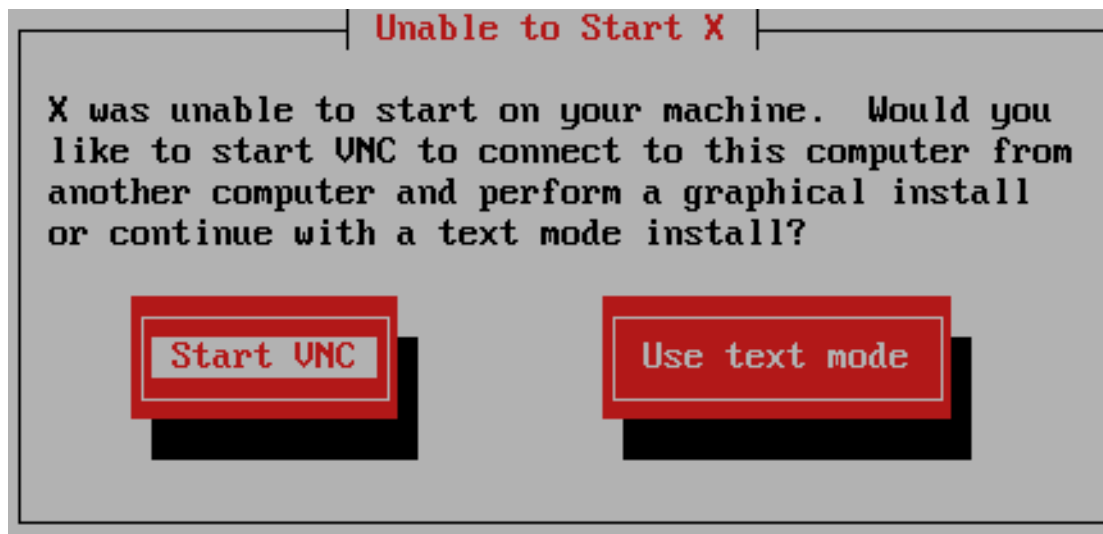 Unable to Start X
X was unable to start on your machine.  Would you
like to start VNC to connect to this computer from
another computer and perform a graphical install
or continue with a text mode install?
Start VNC
Use text mode